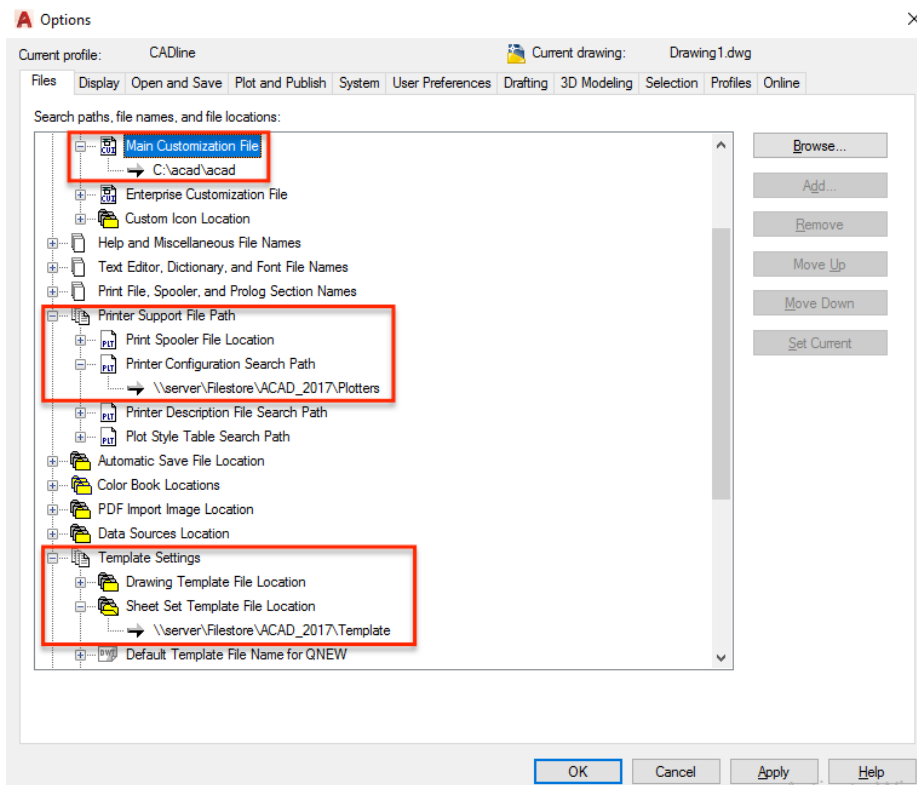 Options
Current profile: CADline Current drawing: Drawing1.dwg
Files Display Open and Save Plot and Publish System User Preferences Drafting 3D Modeling Selection Profiles Online
Search paths, file names, and file locations:
CUI Main Customization File
C:\acad\acad
CUI Enterprise Customization File
Custom Icon Location
Help and Miscellaneous File Names
Text Editor, Dictionary, and Font File Names
Print File, Spooler, and Prolog Section Names
Printer Support File Path
PLT Print Spooler File Location
PLT Printer Configuration Search Path
\\server\Filestore\ACAD_2017\Plotters
PLT Printer Description File Search Path
PLT Plot Style Table Search Path
Automatic Save File Location
Color Book Locations
PDF Import Image Location
Data Sources Location
Template Settings
Drawing Template File Location
Sheet Set Template File Location
\\server\Filestore\ACAD_2017\Template
DWG Default Template File Name for QNEW
Browse...
Add...
Remove
Move Up
Move Down
Set Current
OK Cancel Apply Help